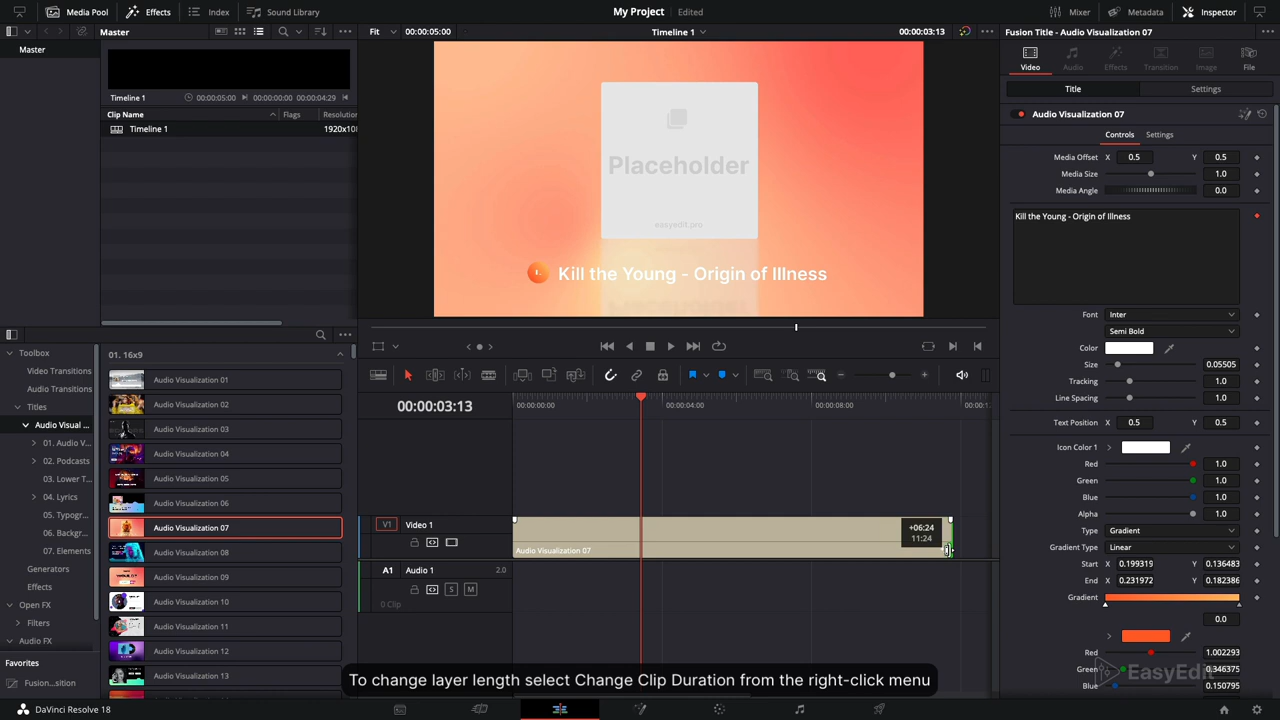 Media Pool Effects Index Sound Library My Project Edited Mixer Metadata Inspector
Master Fit 00:00:05:00 Timeline 1 00:00:03:13 Fusion Title - Audio Visualization 07
Master
Timeline 1 00:00:05:00 00:00:00:00 00:00:04:29
Clip Name Flags Resolutio
Timeline 1 1920x108
Placeholder
easyedit.pro
Kill the Young - Origin of Illness
Video Audio Effects Transition Image File
Title Settings
Audio Visualization 07
Controls Settings
Media Offset X 0.5 Y 0.5
Media Size 1.0
Media Angle 0.0
Kill the Young - Origin of Illness
Font Inter
Semi Bold
Color
Size 0.05505
Tracking 1.0
Line Spacing 1.0
Text Position X 0.5 Y 0.5
Icon Color 1
Red 1.0
Green 1.0
Blue 1.0
Alpha 1.0
Type Gradient
Gradient Type Linear
Start X 0.199319 Y 0.136483
End X 0.231972 Y 0.182386
Gradient
0.0
Red 1.002293
Green 0.346375
Blue 0.150795
EasyEdit
Toolbox
Video Transitions
Audio Transitions
Titles
Audio Visual ...
01. Audio V...
02. Podcasts
03. Lower T...
04. Lyrics
05. Typogr...
06. Backgr...
07. Elements
Generators
Effects
Open FX
Filters
Audio FX
Favorites
Fusion...sition
01. 16x9
Audio Visualization 01
Audio Visualization 02
Audio Visualization 03
Audio Visualization 04
Audio Visualization 05
Audio Visualization 06
Audio Visualization 07
Audio Visualization 08
Audio Visualization 09
Audio Visualization 10
Audio Visualization 11
Audio Visualization 12
Audio Visualization 13
00:00:03:13 00:00:00:00 00:00:04:00 00:00:08:00 00:00:1
V1 Video 1
+06:24
11:24
Audio Visualization 07
A1 Audio 1 2.0
S M
0 Clip
To change layer length select Change Clip Duration from the right-click menu
DaVinci Resolve 18